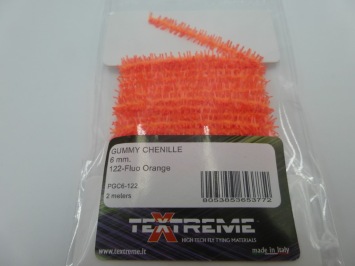 GUMMY CHENILLE
6 mm.
122-Fluo Orange
PGC6-122
2 meters
8053853653772
TEXTREME
HIGH TECH FLY TYING MATERIALS
www.textreme.it
made in Italy